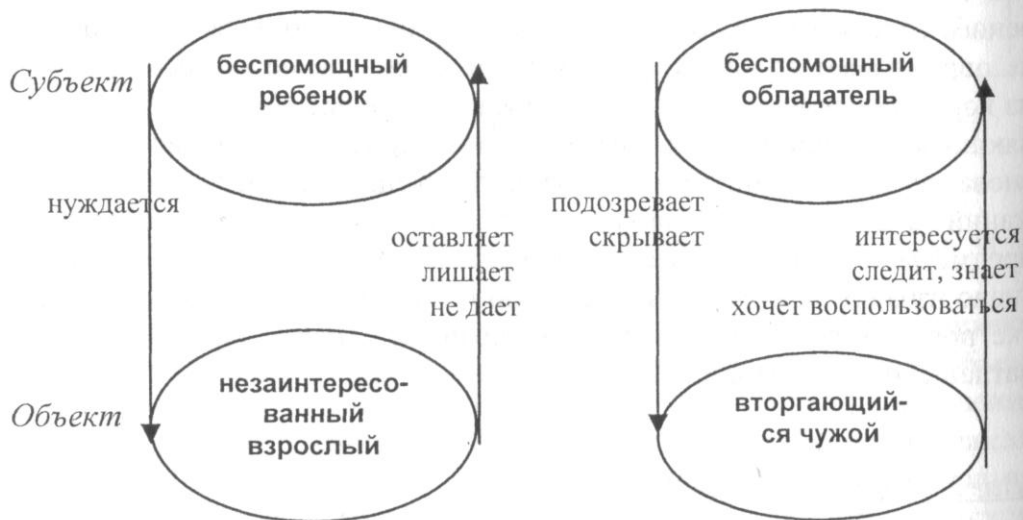 Субъект
беспомощный
ребенок
нуждается
оставляет
лишает
не дает
Объект
незаинтересо-
ванный
взрослый
беспомощный
обладатель
подозревает
скрывает
интересуется
следит, знает
хочет воспользоваться
вторгающий-
ся чужой